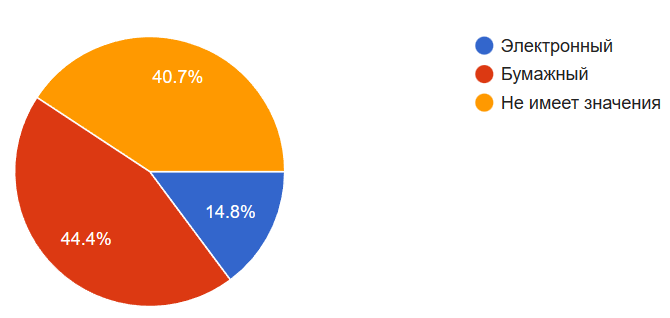 Электронный
Бумажный
Не имеет значения
40.7%
14.8%
44.4%